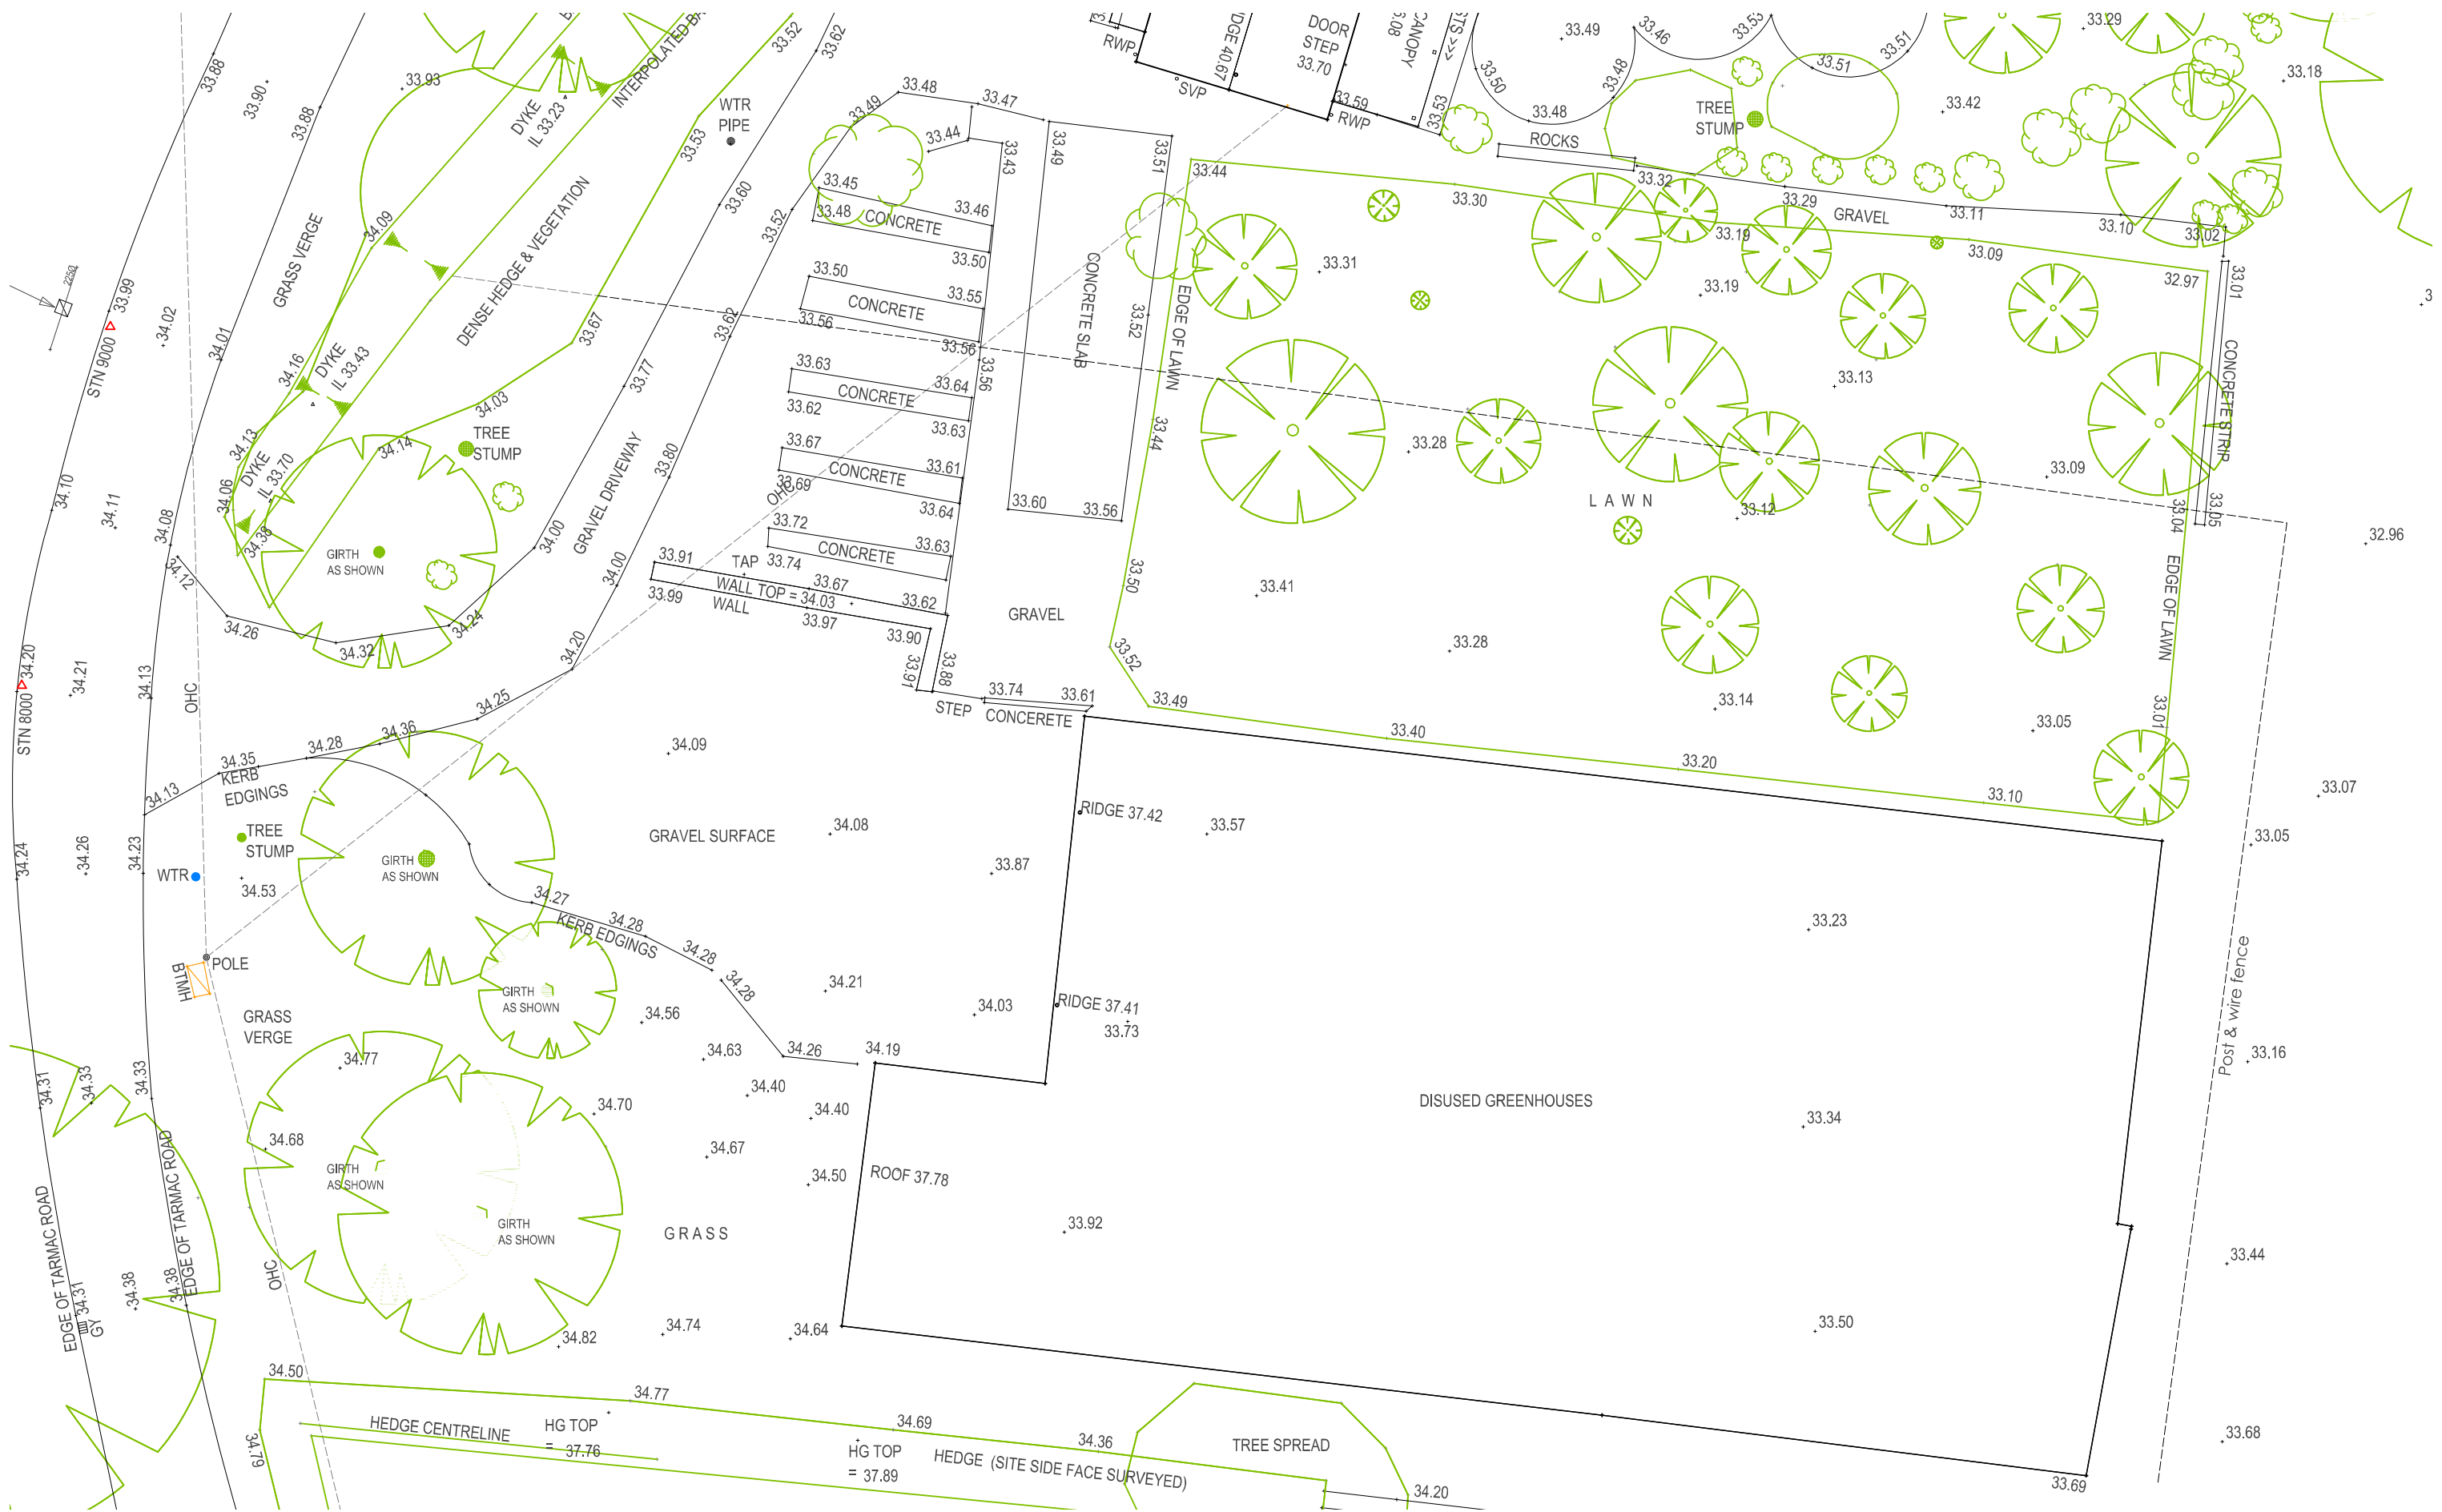 33.88
33.90
33.88
33.93
DYKE
IL 33.23
INTERPOLATED
33.52
33.62
WTR
PIPE
33.53
33.60
33.48
33.47
33.49
33.44
33.43
33.49
33.51
RWP
SVP
RIDGE 40.67
DOOR
STEP
33.70
CANOPY
33.59
RWP
33.53
33.49
33.46
33.53
33.51
33.51
33.50
33.48
33.48
ROCKS
TREE
STUMP
33.42
33.29
33.18
33.44
33.30
33.32
33.29
GRAVEL
33.11
33.10
33.02
33.19
33.09
32.97
33.01
CONCRETE STRIP
33.05
33.45
33.48
CONCRETE
33.46
33.50
33.50
33.56
CONCRETE
33.55
33.56
33.56
33.63
33.62
CONCRETE
33.64
33.63
33.67
33.69
CONCRETE
33.61
33.64
33.72
33.74
CONCRETE
33.63
33.62
CONCRETE SLAB
33.52
33.60
33.56
EDGE OF LAWN
33.44
33.50
33.52
33.49
33.31
33.19
33.13
33.28
33.12
33.09
L A W N
33.41
33.28
33.14
33.05
33.04
EDGE OF LAWN
33.01
32.96
33.07
33.05
33.16
33.44
33.68
Post & wire fence
33.40
33.20
33.10
2250
STN 9000
33.99
34.02
34.01
GRASS VERGE
34.09
DENSE HEDGE & VEGETATION
34.16
DYKE
IL 33.43
33.67
34.03
33.77
33.52
33.62
34.13
DYKE
IL 33.70
34.06
34.38
34.14
TREE
STUMP
GIRTH
AS SHOWN
34.10
34.11
34.08
34.12
34.26
34.32
34.24
34.00
GRAVEL DRIVEWAY
33.80
34.00
34.20
OHC
33.91
33.99
TAP
WALL TOP = 34.03
WALL
33.67
33.97
33.90
33.91
33.88
GRAVEL
STEP
33.74
33.61
CONCERETE
STN 8000
34.20
34.21
34.13
OHC
34.25
34.36
34.28
34.35
KERB
EDGINGS
34.13
34.09
34.24
34.26
34.23
TREE
STUMP
WTR
34.53
GIRTH
AS SHOWN
GRAVEL SURFACE
34.08
33.87
RIDGE 37.42
33.57
34.27
34.28
KERB EDGINGS
34.28
34.28
34.21
34.03
RIDGE 37.41
33.73
33.23
POLE
BTNH
GRASS
VERGE
GIRTH
AS SHOWN
34.56
34.63
34.26
34.19
34.40
34.40
34.77
34.70
34.31
34.33
34.33
34.68
34.67
34.50
ROOF 37.78
GIRTH
AS SHOWN
GIRTH
AS SHOWN
G R A S S
33.92
DISUSED GREENHOUSES
33.34
33.50
EDGE OF TARMAC ROAD
EDGE OF TARMAC ROAD
34.31
GY
34.38
34.38
OHC
34.82
34.74
34.64
34.50
34.79
34.77
HEDGE CENTRELINE
HG TOP
= 37.76
34.69
HG TOP
= 37.89
34.36
HEDGE (SITE SIDE FACE SURVEYED)
TREE SPREAD
34.20
33.69